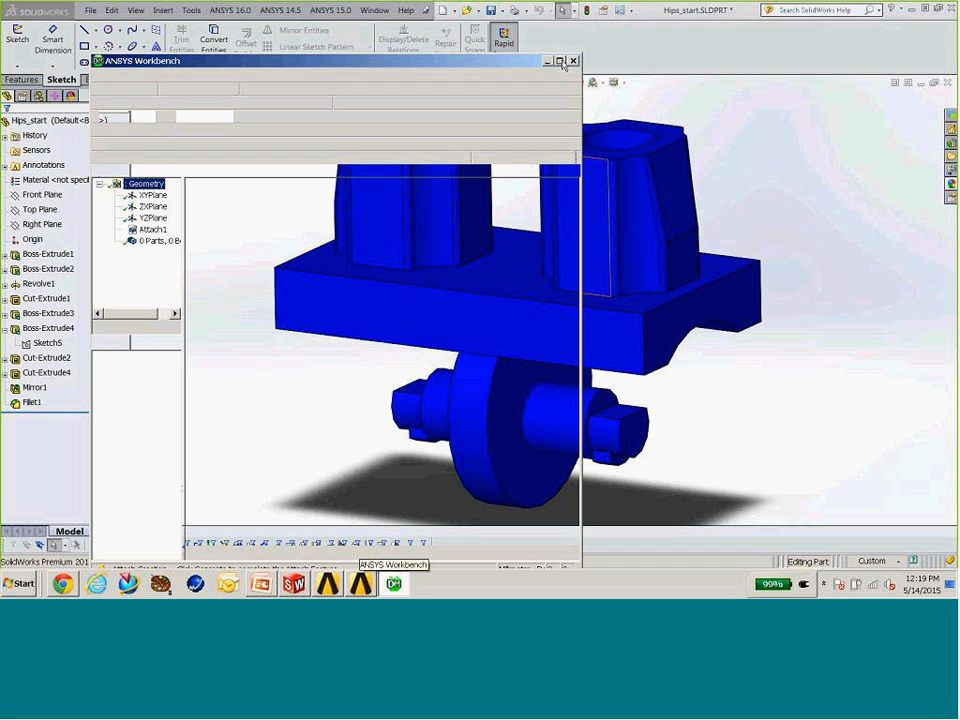 SOLIDWORKS File Edit View Insert Tools ANSYS 16.0 ANSYS 14.5 ANSYS 15.0 Window Help Hips_start.SLDPRT * Search SolidWorks Help
Sketch Smart Dimension Trim Entities Convert Entities Offset Mirror Entities Linear Sketch Pattern Display/Delete Relations Repair Quick Snaps Rapid
ANSYS Workbench
Features Sketch
Hips_start (Default<
History
Sensors
Annotations
Material <not speci
Front Plane
Top Plane
Right Plane
Origin
Boss-Extrude1
Boss-Extrude2
Revolve1
Cut-Extrude1
Boss-Extrude3
Boss-Extrude4
Sketch5
Cut-Extrude2
Cut-Extrude4
Mirror1
Fillet1
: Geometry
XYPlane
ZXPlane
YZPlane
Attach1
0 Parts, 0 B
Model
SolidWorks Premium 201
ANSYS Workbench
Editing Part Custom
Start
99%
12:19 PM
5/14/2015